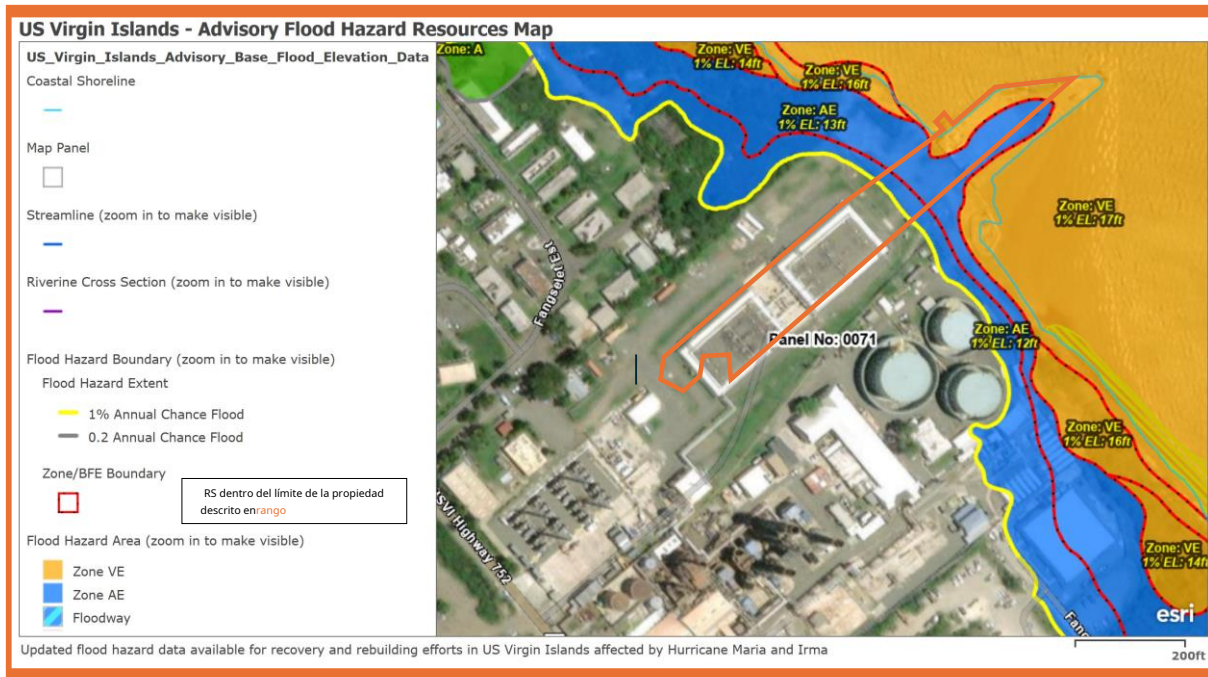 US Virgin Islands - Advisory Flood Hazard Resources Map
US_Virgin_Islands_Advisory_Base_Flood_Elevation_Data
Coastal Shoreline
Map Panel
Streamline (zoom in to make visible)
Riverine Cross Section (zoom in to make visible)
Flood Hazard Boundary (zoom in to make visible)
Flood Hazard Extent
1% Annual Chance Flood
0.2 Annual Chance Flood
Zone/BFE Boundary
RS dentro del límite de la propiedad
descrito enrango
Flood Hazard Area (zoom in to make visible)
Zone VE
Zone AE
Floodway
Zone: A
Zone: VE
1% EL: 14ft
Zone: VE
1% EL: 16ft
Zone: AE
1% EL: 13ft
Zone: VE
1% EL: 17ft
Fangselet Est
Panel No: 0071
Zone: AE
1% EL: 12ft
Zone: VE
1% EL: 16ft
USVI Highway 752
Zone: VE
1% EL: 14ft
Fang
esri
Updated flood hazard data available for recovery and rebuilding efforts in US Virgin Islands affected by Hurricane Maria and Irma
200ft